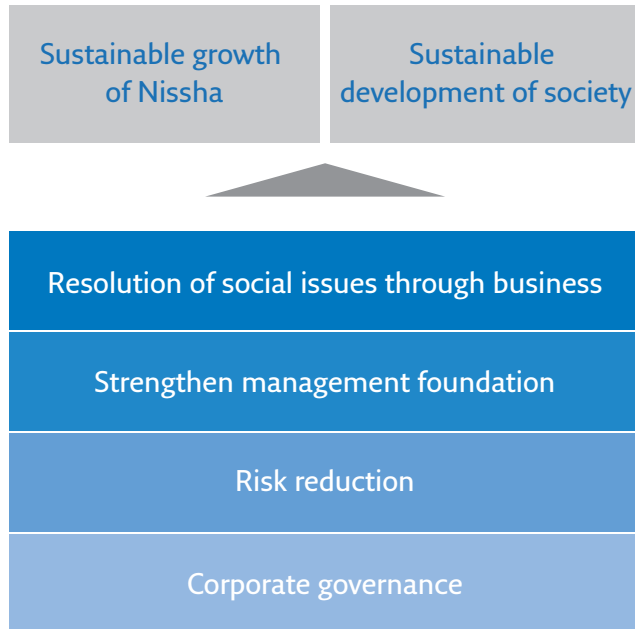 Sustainable growth
of Nissha
Sustainable
development of society
Resolution of social issues through business
Strengthen management foundation
Risk reduction
Corporate governance